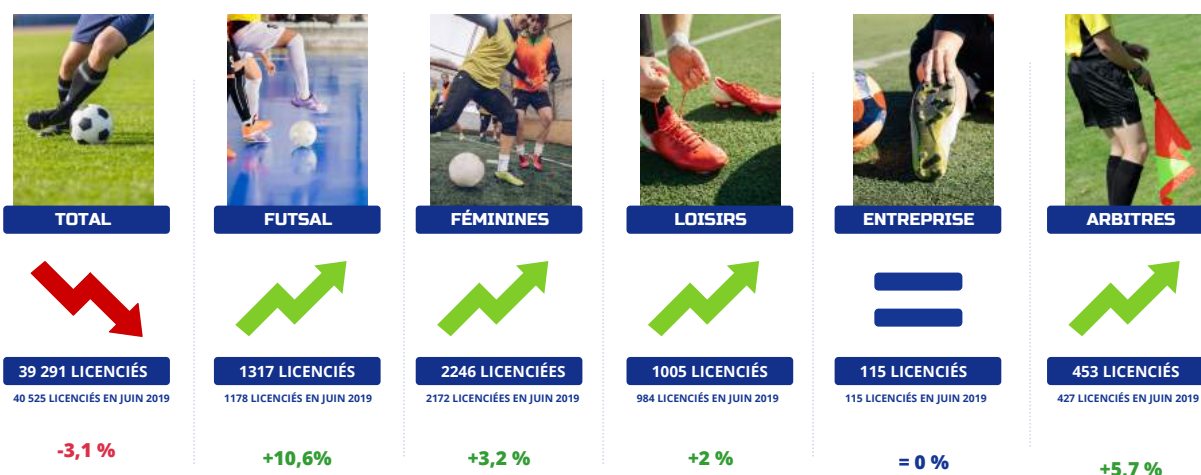 TOTAL
39 291 LICENCIÉS
40 525 LICENCIÉS EN JUIN 2019
-3,1 %
FUTSAL
1317 LICENCIÉS
1178 LICENCIÉS EN JUIN 2019
+10,6%
FÉMININES
2246 LICENCIÉES
2172 LICENCIÉES EN JUIN 2019
+3,2 %
LOISIRS
1005 LICENCIÉS
984 LICENCIÉS EN JUIN 2019
+2 %
ENTREPRISE
115 LICENCIÉS
115 LICENCIÉS EN JUIN 2019
= 0 %
ARBITRES
453 LICENCIÉS
427 LICENCIÉS EN JUIN 2019
+5,7 %